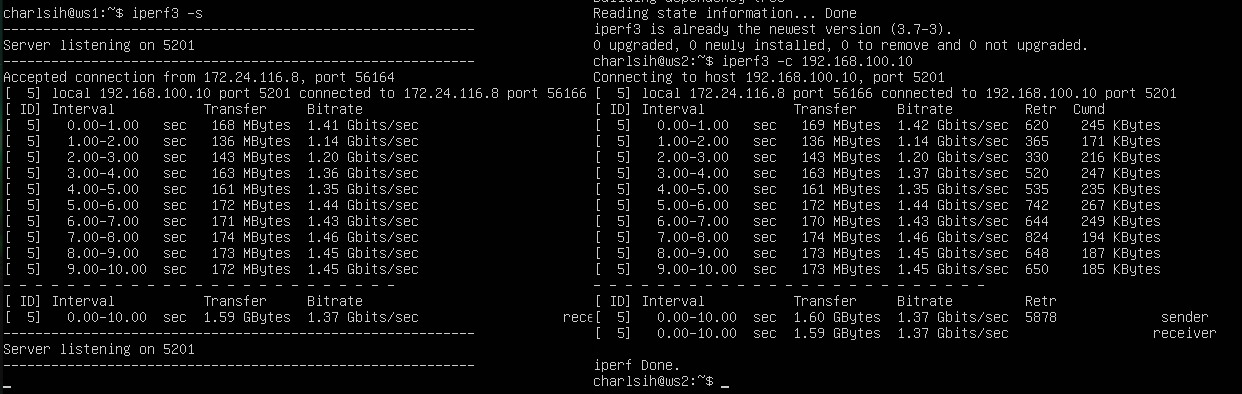 charlsih@ws1:~$ iperf3 -s
-----------------------------------------------------------
Server listening on 5201
-----------------------------------------------------------
Accepted connection from 172.24.116.8, port 56164
[  5] local 192.168.100.10 port 5201 connected to 172.24.116.8 port 56166
[ ID] Interval           Transfer     Bitrate
[  5]   0.00-1.00   sec   168 MBytes  1.41 Gbits/sec
[  5]   1.00-2.00   sec   136 MBytes  1.14 Gbits/sec
[  5]   2.00-3.00   sec   143 MBytes  1.20 Gbits/sec
[  5]   3.00-4.00   sec   163 MBytes  1.36 Gbits/sec
[  5]   4.00-5.00   sec   161 MBytes  1.35 Gbits/sec
[  5]   5.00-6.00   sec   172 MBytes  1.44 Gbits/sec
[  5]   6.00-7.00   sec   171 MBytes  1.43 Gbits/sec
[  5]   7.00-8.00   sec   174 MBytes  1.46 Gbits/sec
[  5]   8.00-9.00   sec   173 MBytes  1.45 Gbits/sec
[  5]   9.00-10.00  sec   172 MBytes  1.45 Gbits/sec
- - - - - - - - - - - - - - - - - - - - - - - - -
[ ID] Interval           Transfer     Bitrate
[  5]   0.00-10.00  sec  1.59 GBytes  1.37 Gbits/sec                  rece
-----------------------------------------------------------
Server listening on 5201
-----------------------------------------------------------
_
Building dependency tree
Reading state information... Done
iperf3 is already the newest version (3.7-3).
0 upgraded, 0 newly installed, 0 to remove and 0 not upgraded.
charlsih@ws2:~$ iperf3 -c 192.168.100.10
Connecting to host 192.168.100.10, port 5201
[  5] local 172.24.116.8 port 56166 connected to 192.168.100.10 port 5201
[ ID] Interval           Transfer     Bitrate         Retr  Cwnd
[  5]   0.00-1.00   sec   169 MBytes  1.42 Gbits/sec  620    245 KBytes
[  5]   1.00-2.00   sec   136 MBytes  1.14 Gbits/sec  365    171 KBytes
[  5]   2.00-3.00   sec   143 MBytes  1.20 Gbits/sec  330    216 KBytes
[  5]   3.00-4.00   sec   163 MBytes  1.37 Gbits/sec  520    247 KBytes
[  5]   4.00-5.00   sec   161 MBytes  1.35 Gbits/sec  535    235 KBytes
[  5]   5.00-6.00   sec   172 MBytes  1.44 Gbits/sec  742    267 KBytes
[  5]   6.00-7.00   sec   170 MBytes  1.43 Gbits/sec  644    249 KBytes
[  5]   7.00-8.00   sec   174 MBytes  1.46 Gbits/sec  824    194 KBytes
[  5]   8.00-9.00   sec   173 MBytes  1.45 Gbits/sec  648    187 KBytes
[  5]   9.00-10.00  sec   173 MBytes  1.45 Gbits/sec  650    185 KBytes
- - - - - - - - - - - - - - - - - - - - - - - - -
[ ID] Interval           Transfer     Bitrate         Retr
[  5]   0.00-10.00  sec  1.60 GBytes  1.37 Gbits/sec  5878             sender
[  5]   0.00-10.00  sec  1.59 GBytes  1.37 Gbits/sec                  receiver
iperf Done.
charlsih@ws2:~$ _